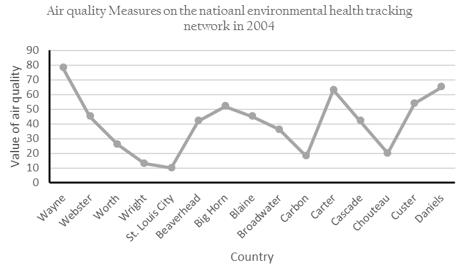 Air quality Measures on the natioanl environmental health tracking
network in 2004
90
80
70
60
50
40
30
20
10
0
Value of air quality
Wayne
Webster
Worth
Wright
St. Louis City
Beaverhead
Big Horn
Blaine
Broadwater
Carbon
Carter
Cascade
Chouteau
Custer
Daniels
Country